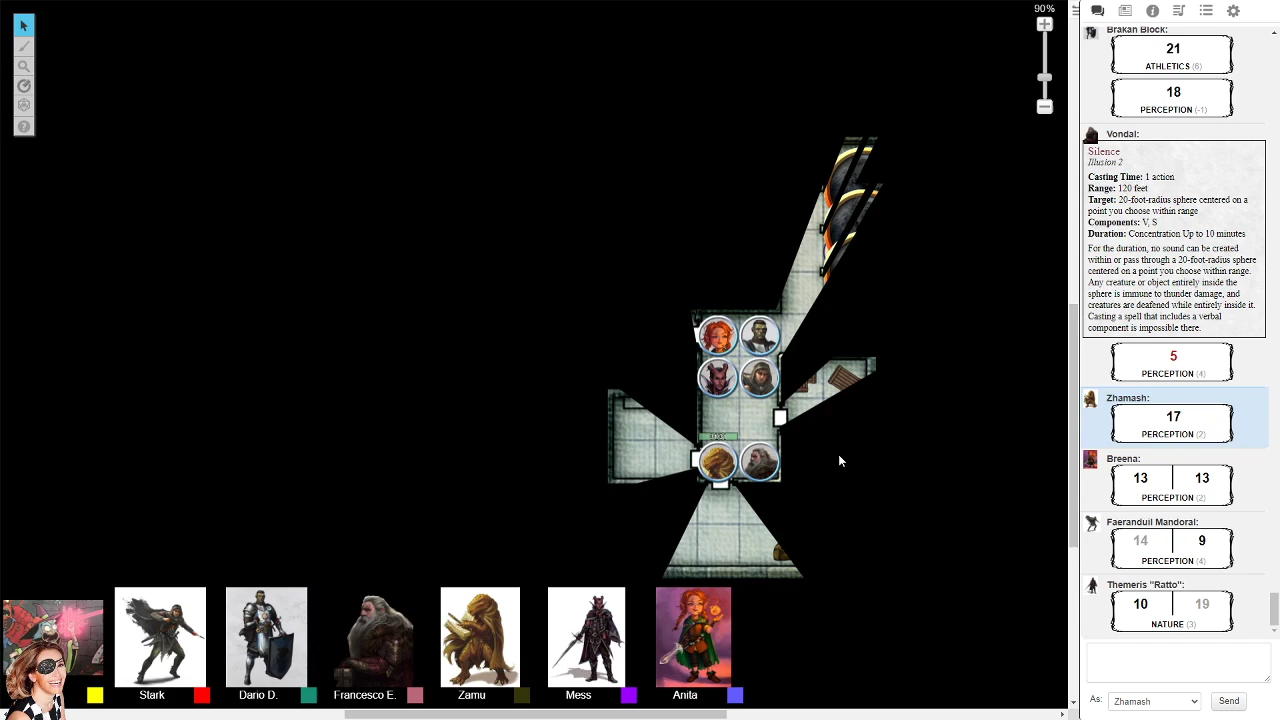 90%
Brakan Block:
21
ATHLETICS (6)
18
PERCEPTION (-1)
Vondal:
Silence
Illusion 2
Casting Time: 1 action
Range: 120 feet
Target: 20-foot-radius sphere centered on a
point you choose within range
Components: V, S
Duration: Concentration Up to 10 minutes
For the duration, no sound can be created
within or pass through a 20-foot-radius
sphere centered on a point you choose within range.
Any creature or object entirely inside the
sphere is immune to thunder damage, and
creatures are deafened while entirely inside it.
Casting a spell that includes a verbal
component is impossible there.
5
PERCEPTION (4)
Zhamash:
17
PERCEPTION (2)
Breena:
13 13
PERCEPTION (2)
Faeranduil Mandoral:
14 9
PERCEPTION (4)
Themeris "Ratto":
10 19
NATURE (3)
As: Zhamash Send
Stark
Dario D.
Francesco E.
Zamu
Mess
Anita